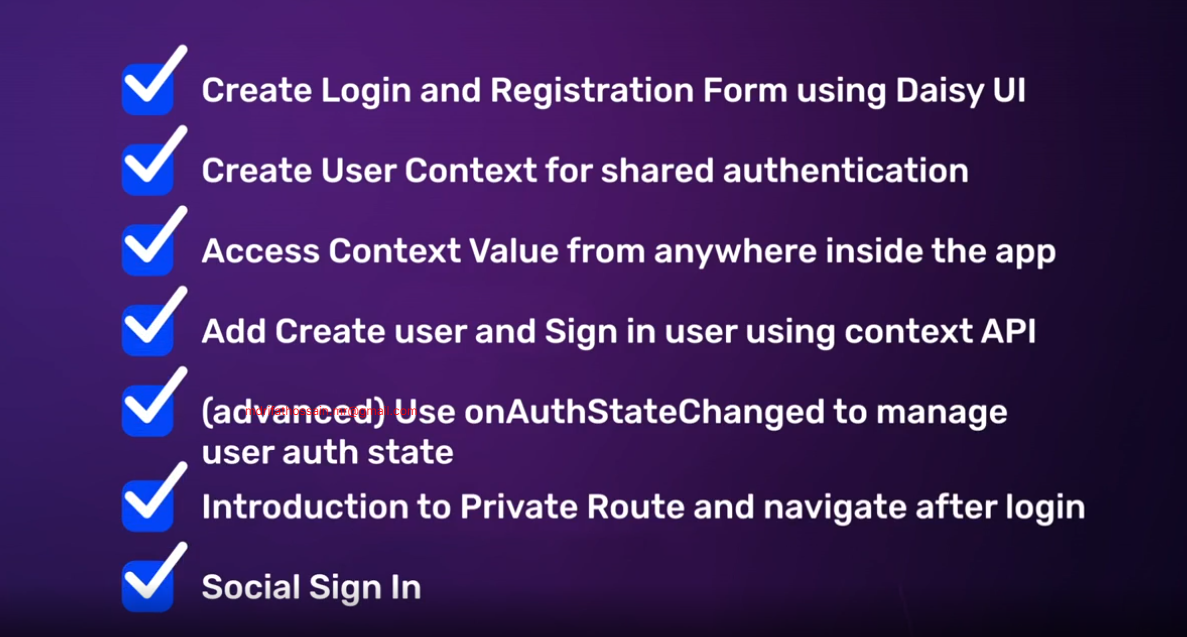 Create Login and Registration Form using Daisy UI
Create User Context for shared authentication
Access Context Value from anywhere inside the app
Add Create user and Sign in user using context API
(advanced) Use onAuthStateChanged to manage
user auth state
Introduction to Private Route and navigate after login
Social Sign In